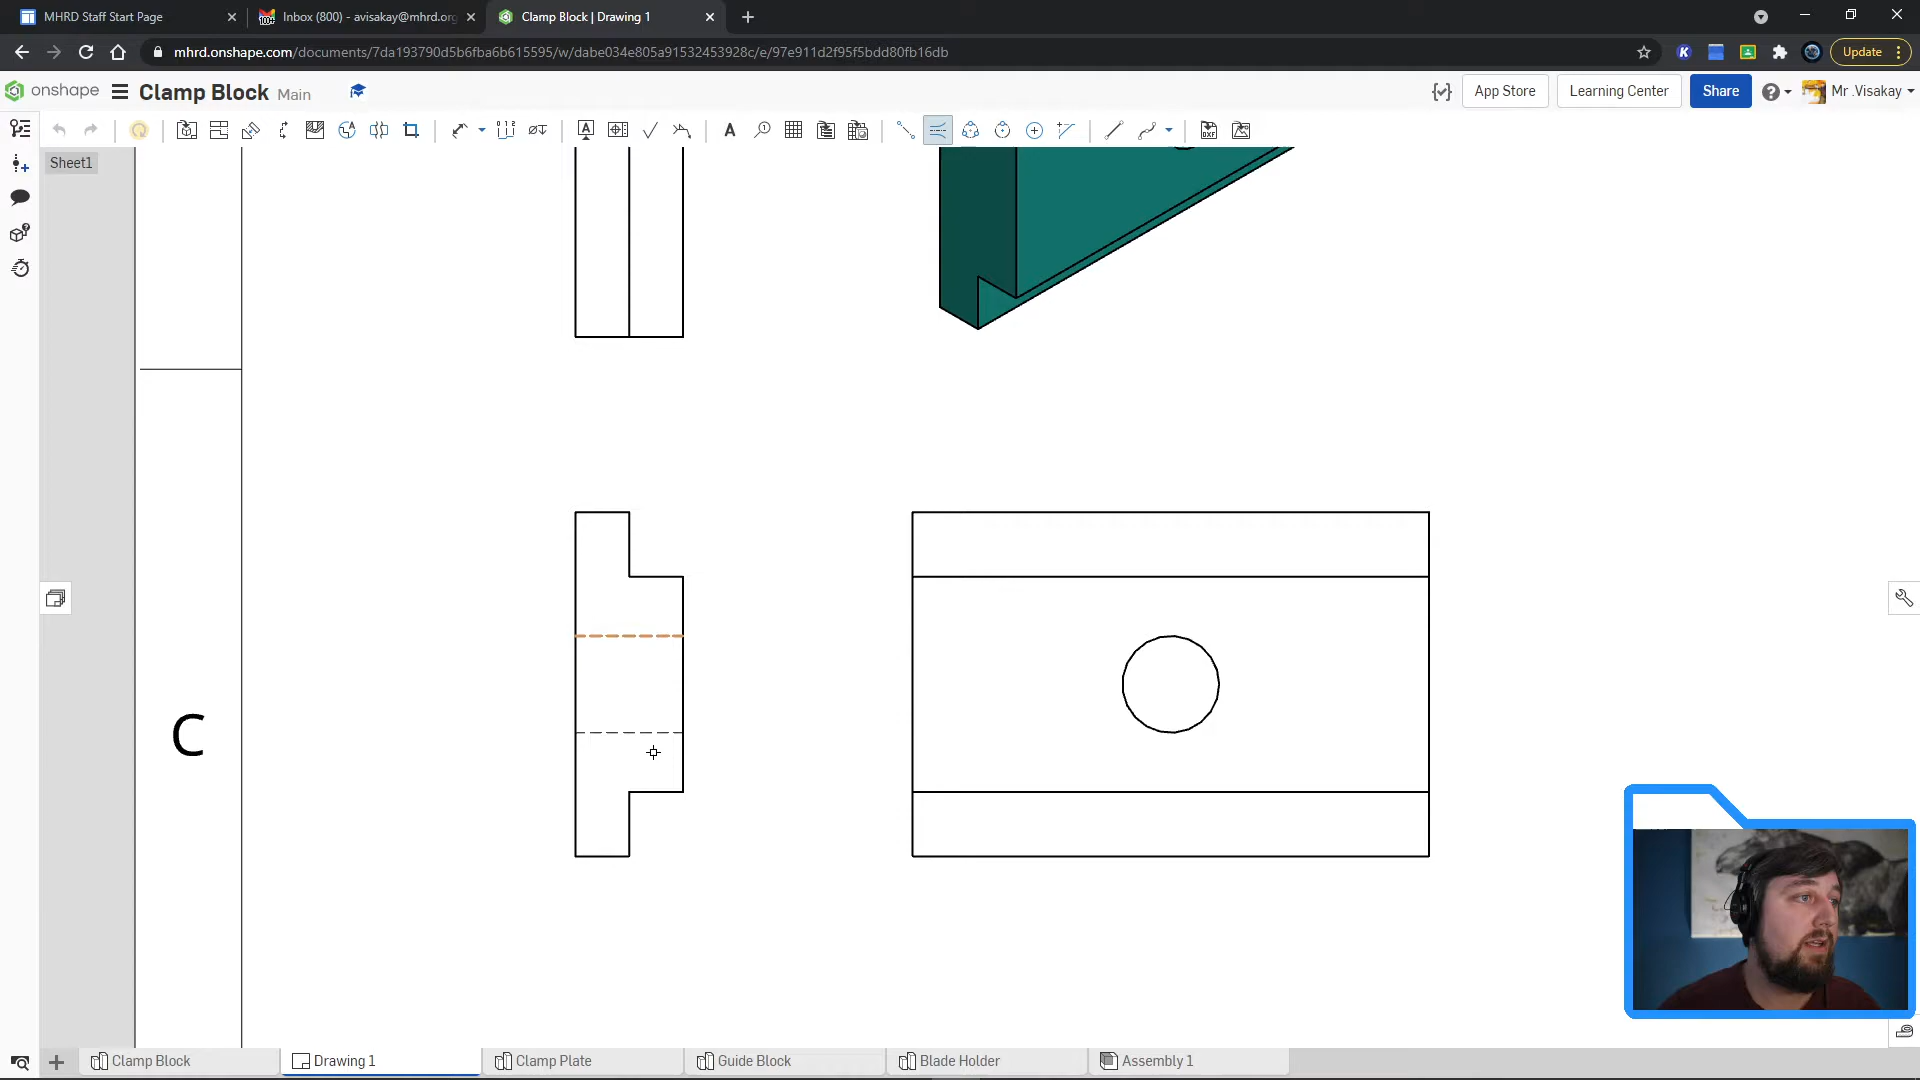 MHRD Staff Start Page
Inbox (800) - avisakay@mhrd.org
Clamp Block | Drawing 1
mhrd.onshape.com/documents/7da193790d5b6fba6b615595/w/dabe034e805a91532453928c/e/97e911d2f95f5bdd80fb16db
K
Update
onshape
Clamp Block Main
App Store
Learning Center
Share
Mr .Visakay
A
A
DXF
Sheet1
C
Clamp Block
Drawing 1
Clamp Plate
Guide Block
Blade Holder
Assembly 1